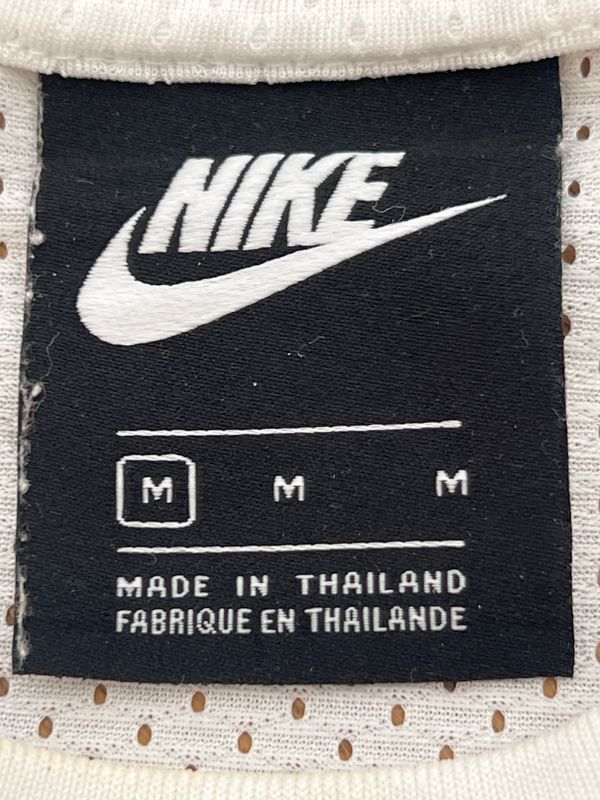 NIKE
M M M
MADE IN THAILAND
FABRIQUE EN THAILANDE